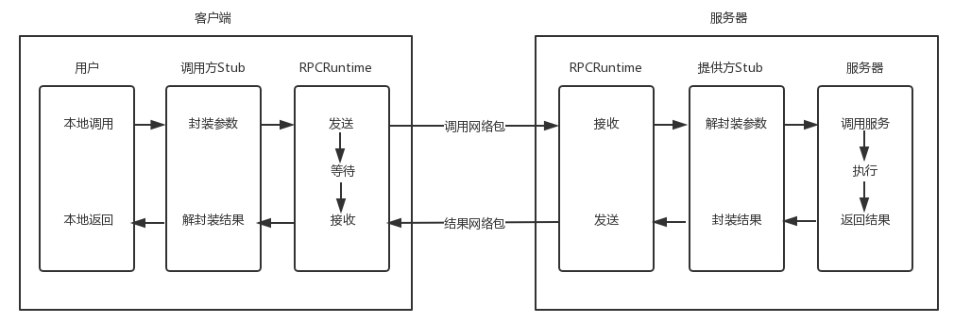 客户端
服务器
用户
调用方Stub
RPCRuntime
RPCRuntime
提供方Stub
服务器
本地调用
封装参数
发送
调用网络包
接收
解封装参数
调用服务
等待
执行
本地返回
解封装结果
接收
结果网络包
发送
封装结果
返回结果